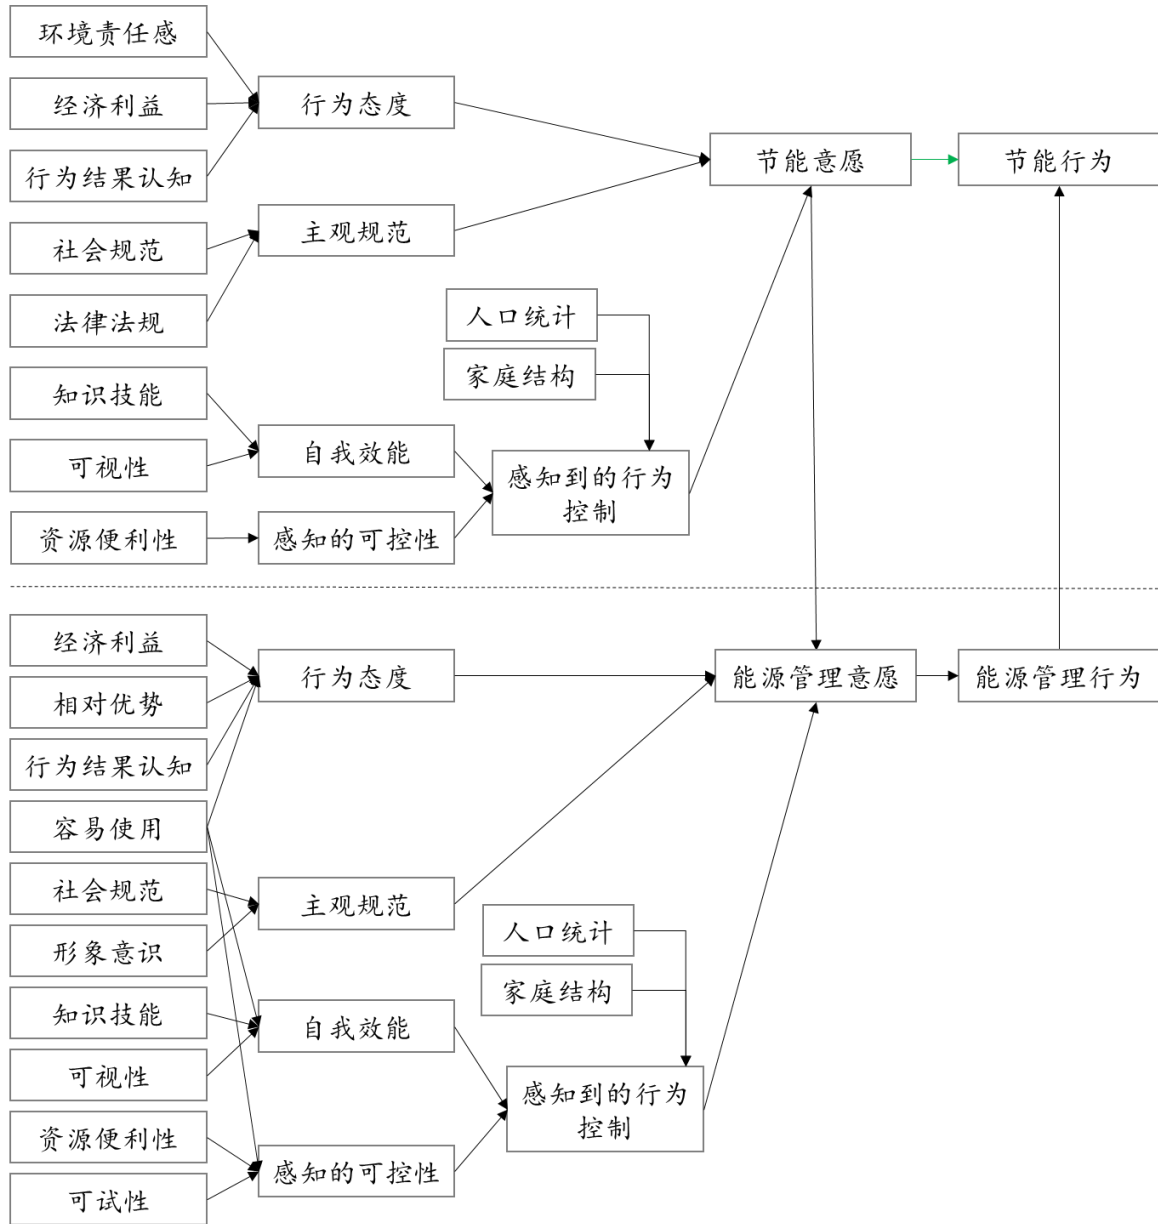 环境责任感
经济利益
行为结果认知
社会规范
法律法规
知识技能
可视性
资源便利性
行为态度
主观规范
自我效能
感知的可控性
人口统计
家庭结构
感知到的行为
控制
节能意愿
节能行为
经济利益
相对优势
行为结果认知
容易使用
社会规范
形象意识
知识技能
可视性
资源便利性
可试性
行为态度
主观规范
自我效能
感知的可控性
人口统计
家庭结构
感知到的行为
控制
能源管理意愿
能源管理行为